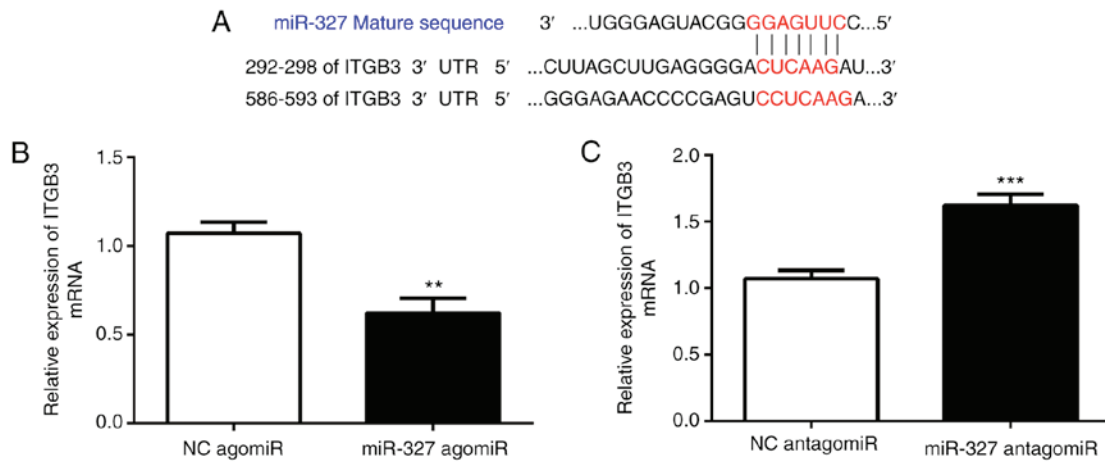 A
miR-327 Mature sequence 3′ ...UGGGAGUACGGGGGAGUUCC...5′
292-298 of ITGB3 3′ UTR 5′ ...CUUAGCUUGAGGGGACUCAAGAU...3′
586-593 of ITGB3 3′ UTR 5′ ...GGGAGAACCCCGAGUCCUCAAGA...3′
B
Relative expression of ITGB3
mRNA
1.5
1.0
0.5
0.0
**
NC agomiR
miR-327 agomiR
C
Relative expression of ITGB3
mRNA
2.0
1.5
1.0
0.5
0.0
***
NC antagomiR
miR-327 antagomiR